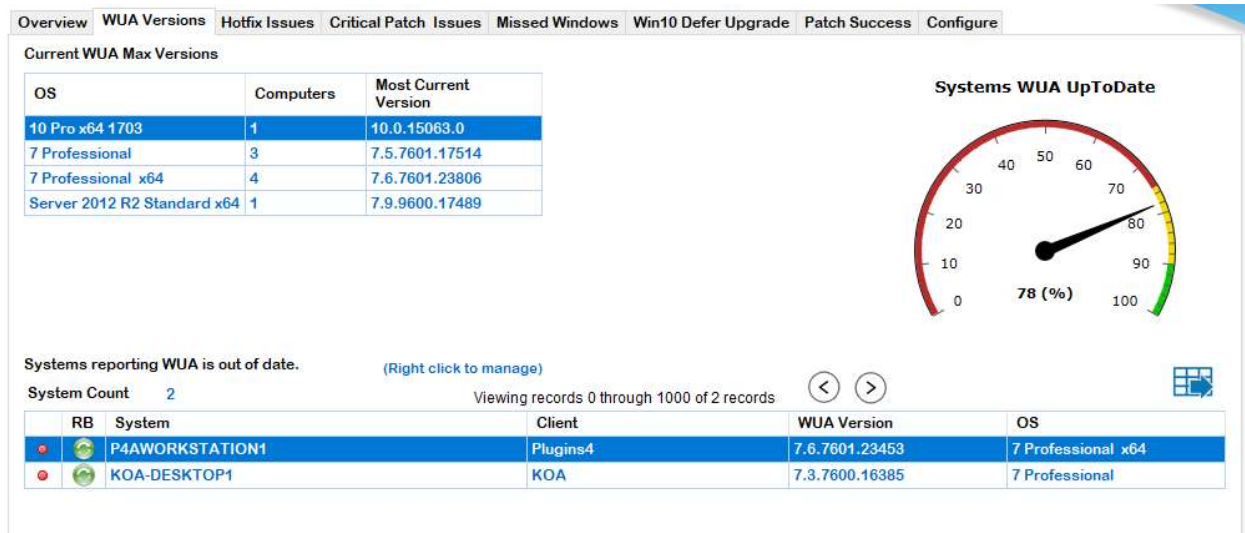 Overview WUA Versions Hotfix Issues Critical Patch Issues Missed Windows Win10 Defer Upgrade Patch Success Configure
Current WUA Max Versions
OS Computers Most Current Version
10 Pro x64 1703 1 10.0.15063.0
7 Professional 3 7.5.7601.17514
7 Professional x64 4 7.6.7601.23806
Server 2012 R2 Standard x64 1 7.9.9600.17489
Systems WUA UpToDate
0 10 20 30 40 50 60 70 80 90 100
78 (%)
Systems reporting WUA is out of date. (Right click to manage)
System Count 2 Viewing records 0 through 1000 of 2 records
RB System Client WUA Version OS
P4AWORKSTATION1 Plugins4 7.6.7601.23453 7 Professional x64
KOA-DESKTOP1 KOA 7.3.7600.16385 7 Professional